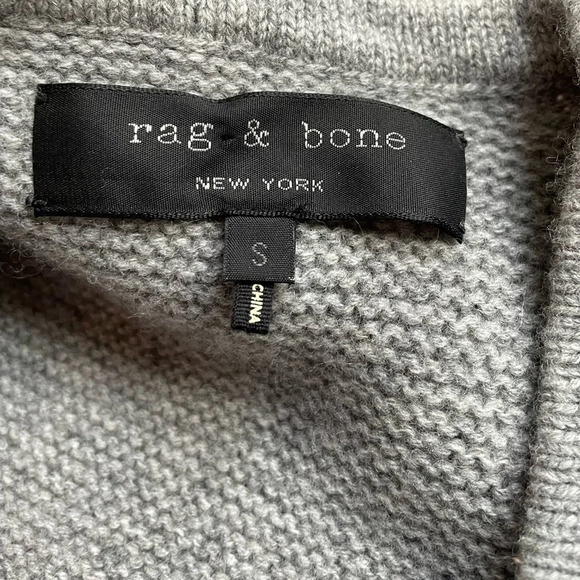 rag & bone
NEW YORK
S
CHINA